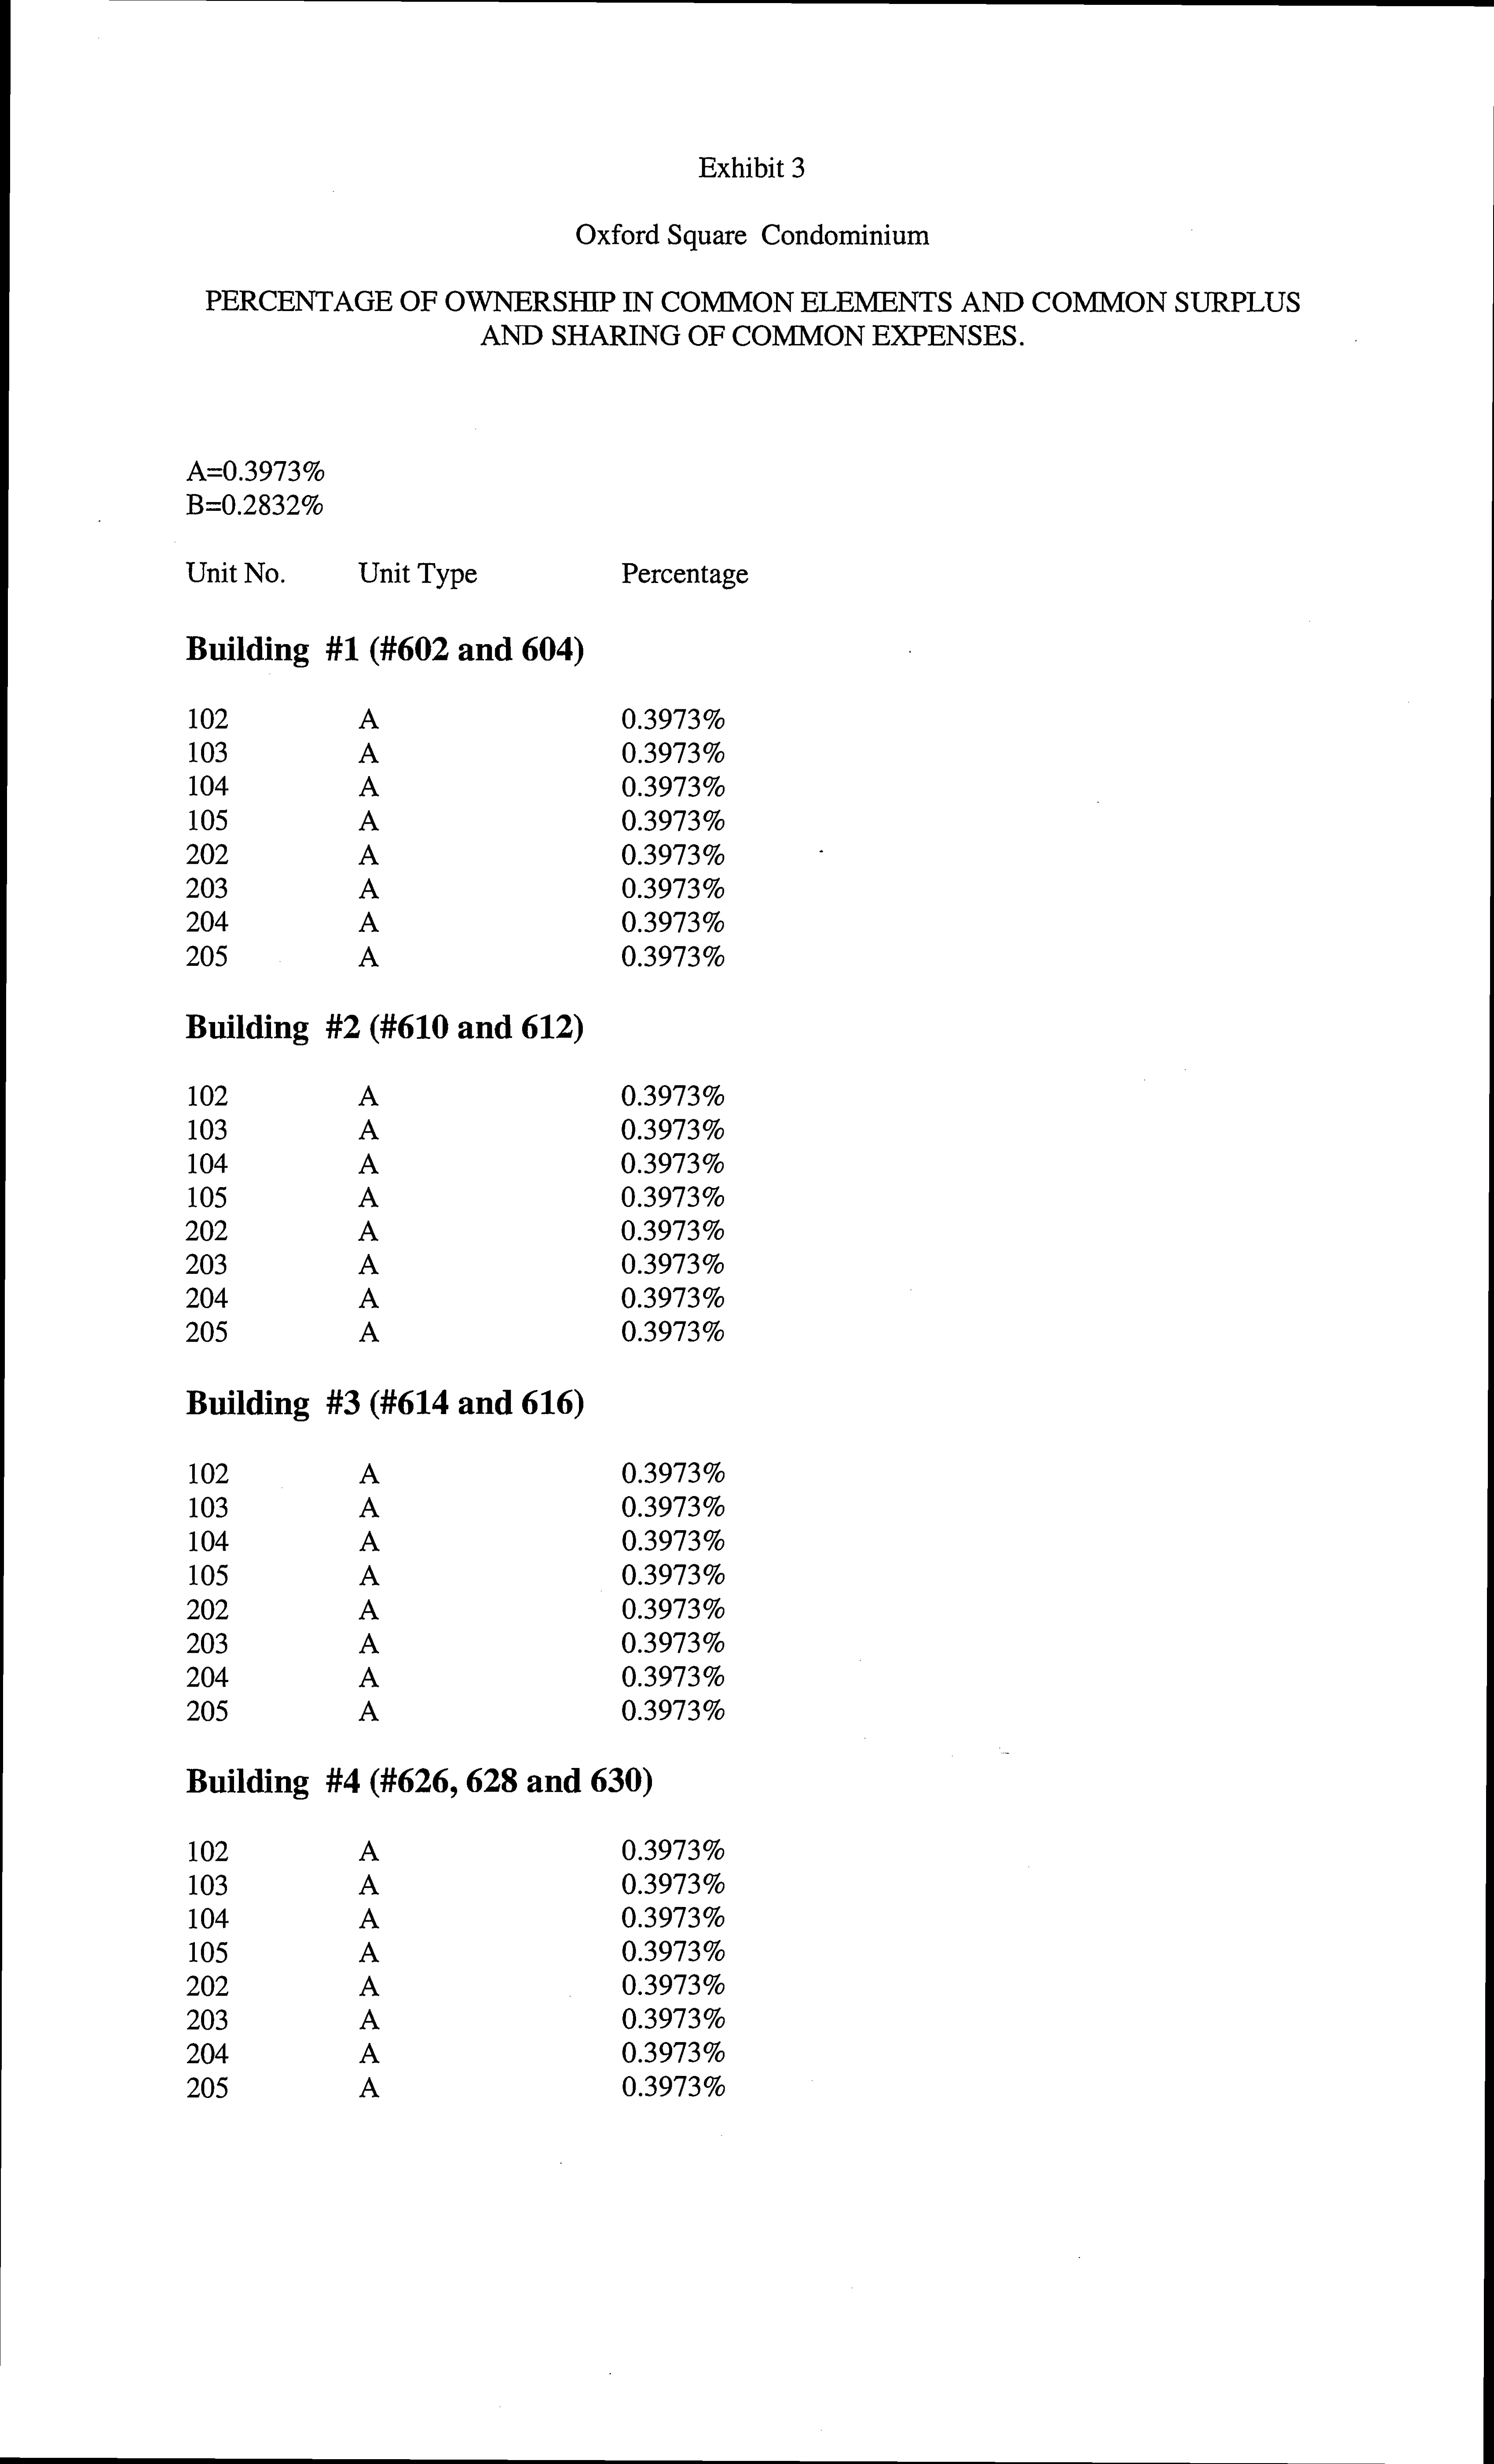 Exhibit 3
Oxford Square Condominium
PERCENTAGE OF OWNERSHIP IN COMMON ELEMENTS AND COMMON SURPLUS
AND SHARING OF COMMON EXPENSES.
A=0.3973%
B=0.2832%
Unit No. Unit Type Percentage
Building #1 (#602 and 604)
102 A 0.3973%
103 A 0.3973%
104 A 0.3973%
105 A 0.3973%
202 A 0.3973%
203 A 0.3973%
204 A 0.3973%
205 A 0.3973%
Building #2 (#610 and 612)
102 A 0.3973%
103 A 0.3973%
104 A 0.3973%
105 A 0.3973%
202 A 0.3973%
203 A 0.3973%
204 A 0.3973%
205 A 0.3973%
Building #3 (#614 and 616)
102 A 0.3973%
103 A 0.3973%
104 A 0.3973%
105 A 0.3973%
202 A 0.3973%
203 A 0.3973%
204 A 0.3973%
205 A 0.3973%
Building #4 (#626, 628 and 630)
102 A 0.3973%
103 A 0.3973%
104 A 0.3973%
105 A 0.3973%
202 A 0.3973%
203 A 0.3973%
204 A 0.3973%
205 A 0.3973%